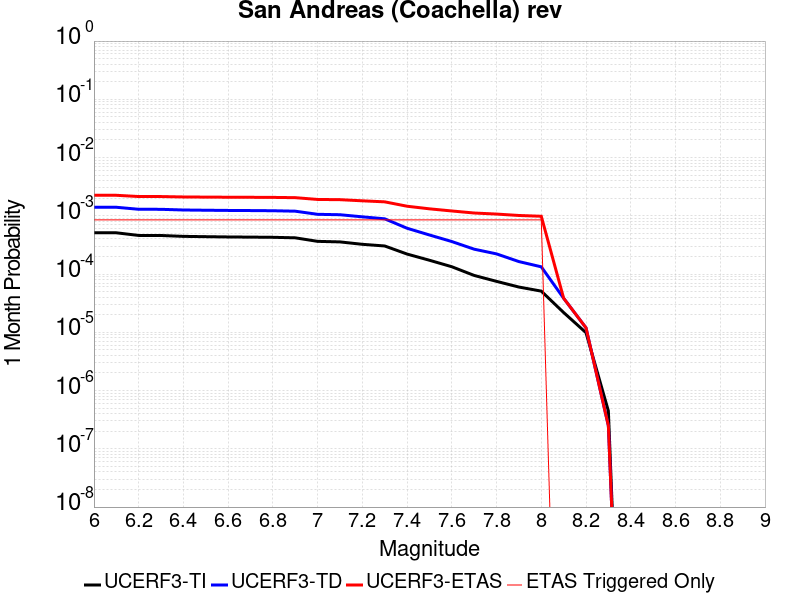 San Andreas (Coachella) rev
10^0
10^-1
10^-2
10^-3
10^-4
10^-5
10^-6
10^-7
10^-8
1 Month Probability
6 6.2 6.4 6.6 6.8 7 7.2 7.4 7.6 7.8 8 8.2 8.4 8.6 8.8 9
Magnitude
UCERF3-TI UCERF3-TD UCERF3-ETAS ETAS Triggered Only